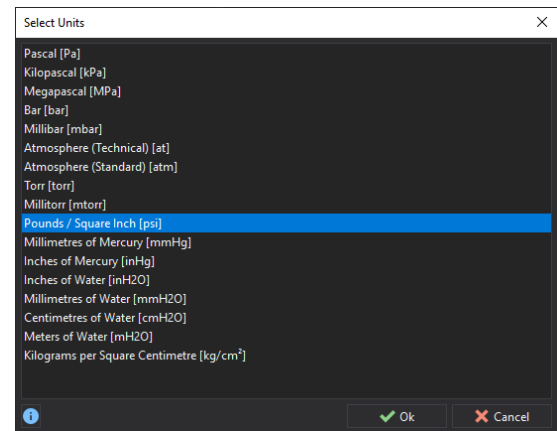 Select Units
Pascal [Pa]
Kilopascal [kPa]
Megapascal [MPa]
Bar [bar]
Millibar [mbar]
Atmosphere (Technical) [at]
Atmosphere (Standard) [atm]
Torr [torr]
Millitorr [mtorr]
Pounds / Square Inch [psi]
Millimetres of Mercury [mmHg]
Inches of Mercury [inHg]
Inches of Water [inH2O]
Millimetres of Water [mmH2O]
Centimetres of Water [cmH2O]
Meters of Water [mH2O]
Kilograms per Square Centimetre [kg/cm²]
Ok Cancel